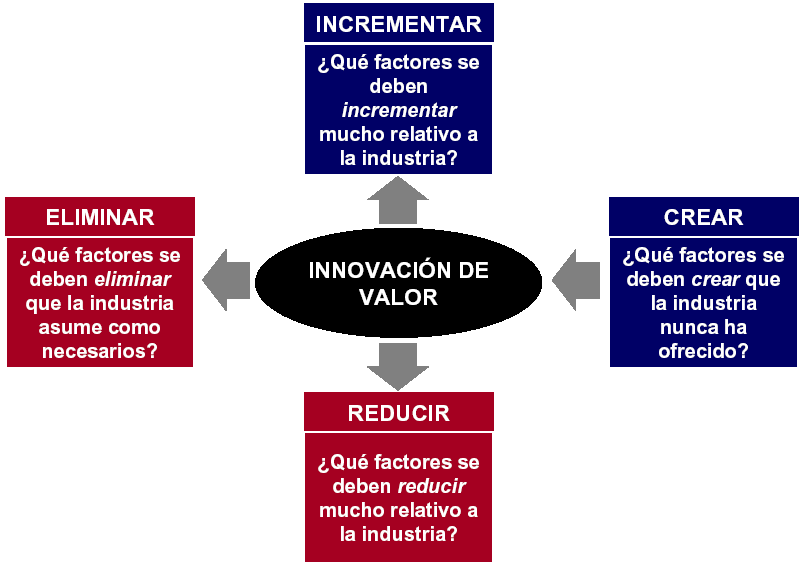 INCREMENTAR
¿Qué factores se
deben
incrementar
mucho relativo a
la industria?
ELIMINAR
¿Qué factores se
deben eliminar
que la industria
asume como
necesarios?
INNOVACIÓN DE
VALOR
CREAR
¿Qué factores se
deben crear que
la industria
nunca ha
ofrecido?
REDUCIR
¿Qué factores se
deben reducir
mucho relativo a
la industria?